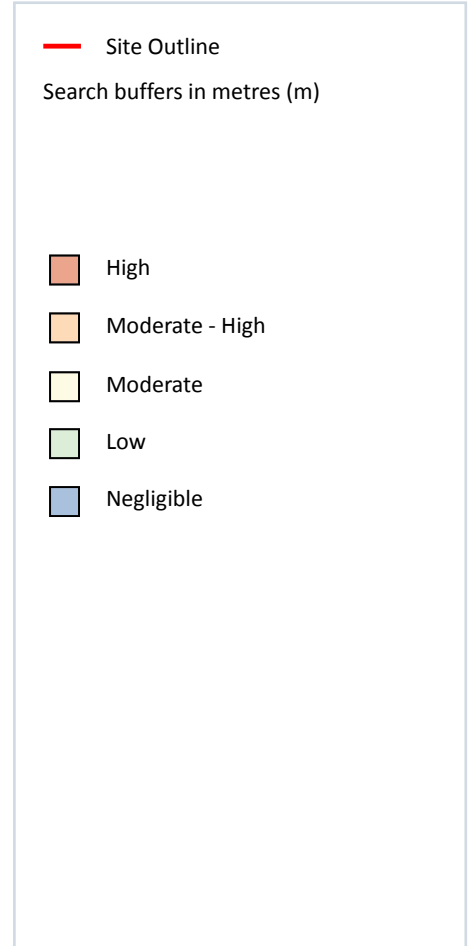 Site Outline
Search buffers in metres (m)
High
Moderate - High
Moderate
Low
Negligible